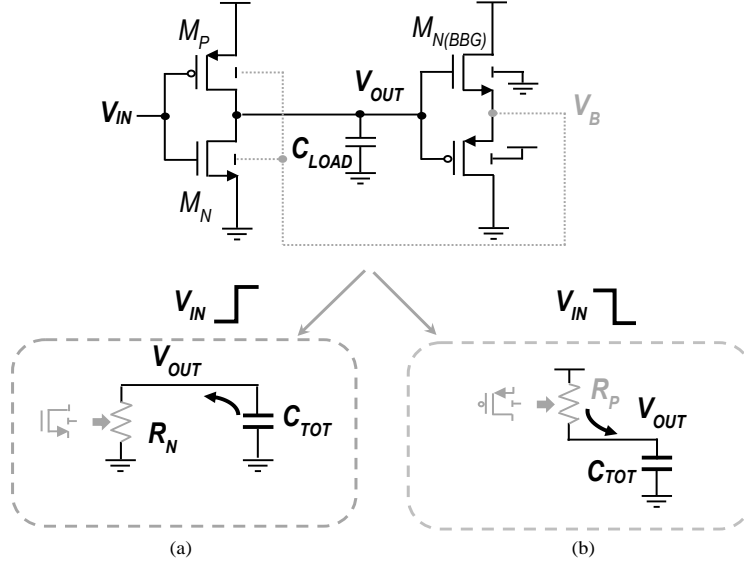 M_P
M_N(BBG)
V_IN
V_OUT
V_B
C_LOAD
M_N
V_IN
V_IN
V_OUT
R_N
C_TOT
R_P
V_OUT
C_TOT
(a)
(b)